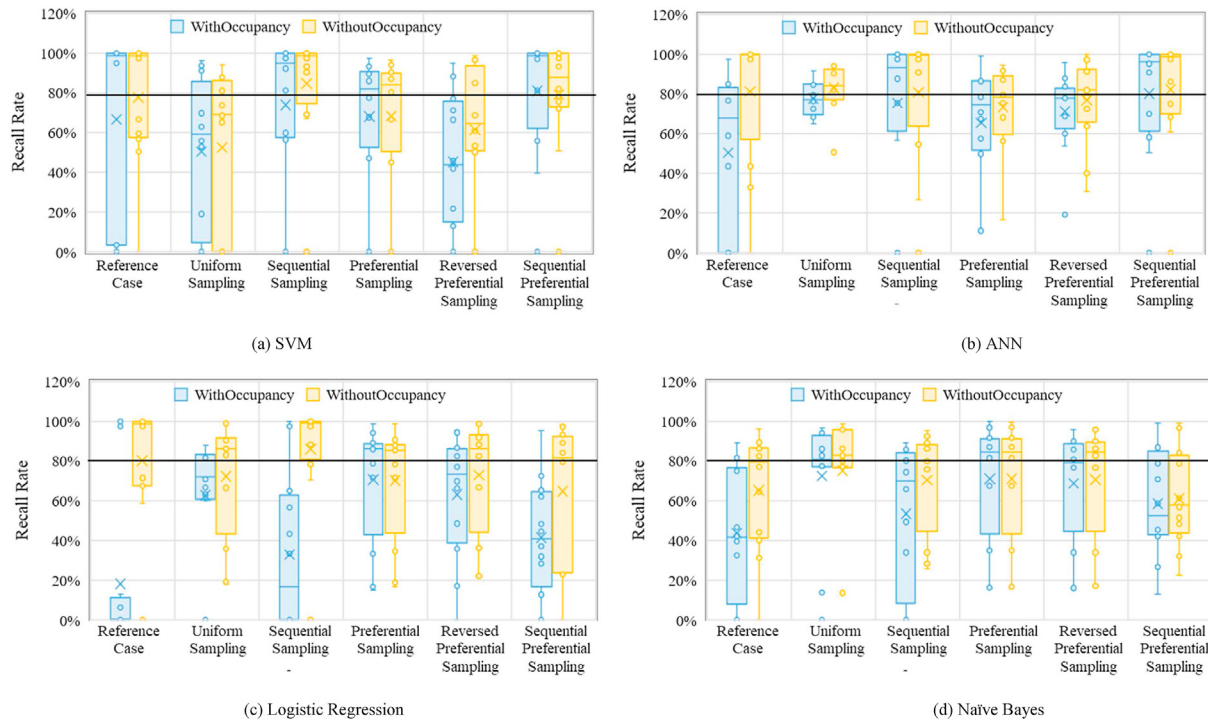 WithOccupancy WithoutOccupancy
Recall Rate
120%
100%
80%
60%
40%
20%
0%
Reference Case
Uniform Sampling
Sequential Sampling
Preferential Sampling
Reversed Preferential Sampling
Sequential Preferential Sampling
(a) SVM
WithOccupancy WithoutOccupancy
Recall Rate
120%
100%
80%
60%
40%
20%
0%
Reference Case
Uniform Sampling
Sequential Sampling
-
Preferential Sampling
Reversed Preferential Sampling
Sequential Preferential Sampling
(b) ANN
WithOccupancy WithoutOccupancy
Recall Rate
120%
100%
80%
60%
40%
20%
0%
Reference Case
Uniform Sampling
Sequential Sampling
-
Preferential Sampling
Reversed Preferential Sampling
Sequential Preferential Sampling
(c) Logistic Regression
WithOccupancy WithoutOccupancy
Recall Rate
120%
100%
80%
60%
40%
20%
0%
Reference Case
Uniform Sampling
Sequential Sampling
-
Preferential Sampling
Reversed Preferential Sampling
Sequential Preferential Sampling
(d) Naïve Bayes